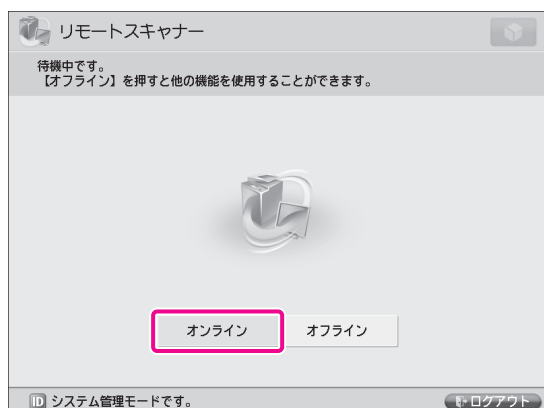 リモートスキャナー
待機中です。
【オフライン】を押すと他の機能を使用することができます。
オンライン
オフライン
ID システム管理モードです。
ログアウト